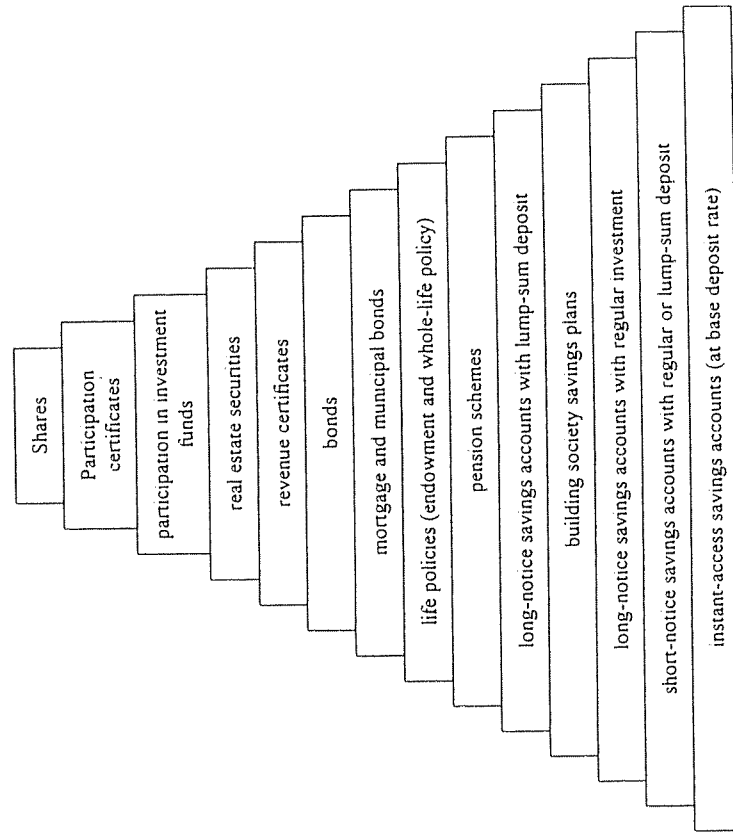 Shares
Participation
certificates
participation in investment
funds
real estate securities
revenue certificates
bonds
mortgage and municipal bonds
life policies (endowment and whole-life policy)
pension schemes
long-notice savings accounts with lump-sum deposit
building society savings plans
long-notice savings accounts with regular investment
short-notice savings accounts with regular or lump-sum deposit
instant-access savings accounts (at base deposit rate)